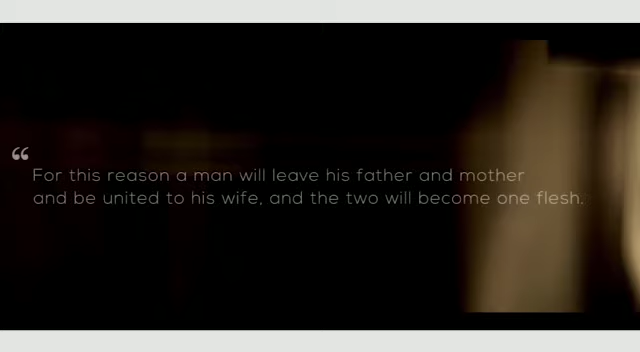 “ For this reason a man will leave his father and mother
and be united to his wife, and the two will become one flesh.